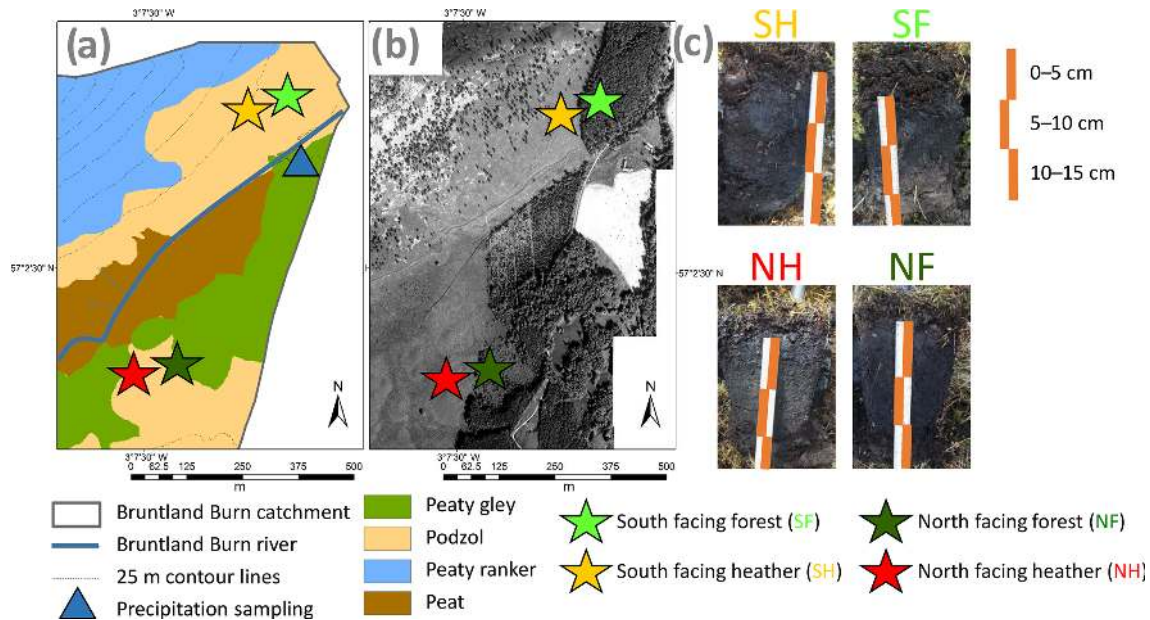 3°7'30" W
3°7'30" W
(a)
(b)
(c)
SH
SF
0–5 cm
5–10 cm
10–15 cm
57°2'30" N
57°2'30" N
NH
NF
N
N
3°7'30" W
3°7'30" W
0 62.5 125 250 375 500
m
0 62.5 125 250 375 500
m
Bruntland Burn catchment
Bruntland Burn river
25 m contour lines
Precipitation sampling
Peaty gley
Podzol
Peaty ranker
Peat
South facing forest (SF)
South facing heather (SH)
North facing forest (NF)
North facing heather (NH)